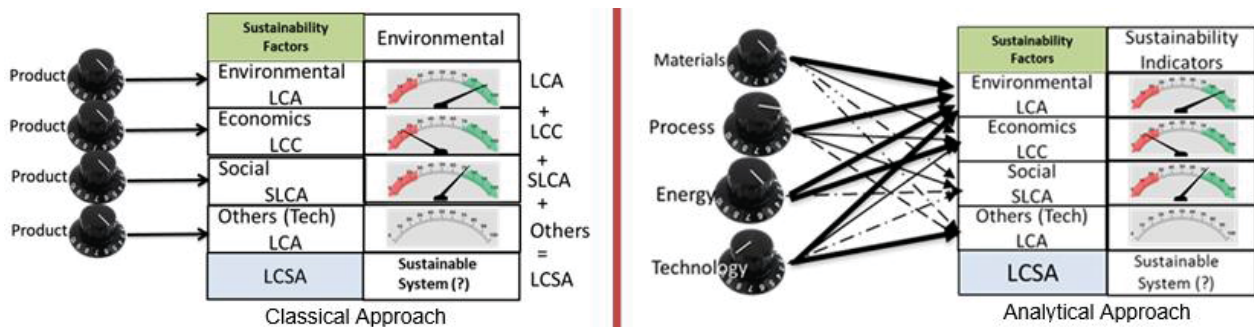 Sustainability
Factors
Environmental
Product
Environmental
LCA
LCA
+
Product
Economics
LCC
LCC
+
Product
Social
SLCA
SLCA
+
Product
Others (Tech)
LCA
Others
=
LCSA
Sustainable
System (?)
LCSA
Classical Approach
Sustainability
Factors
Sustainability
Indicators
Materials
Process
Energy
Technology
Environmental
LCA
Economics
LCC
Social
SLCA
Others (Tech)
LCA
LCSA
Sustainable
System (?)
Analytical Approach